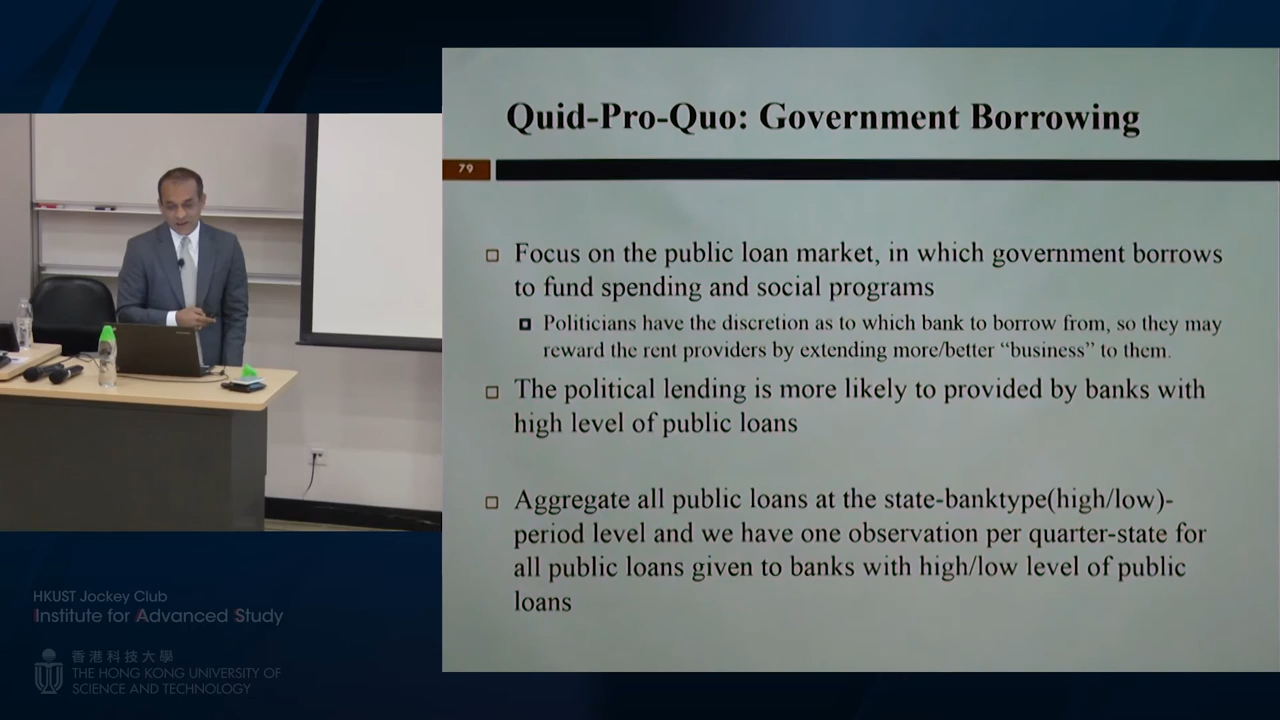 Quid-Pro-Quo: Government Borrowing
79
Focus on the public loan market, in which government borrows
to fund spending and social programs
Politicians have the discretion as to which bank to borrow from, so they may
reward the rent providers by extending more/better “business” to them.
The political lending is more likely to provided by banks with
high level of public loans
Aggregate all public loans at the state-banktype(high/low)-
period level and we have one observation per quarter-state for
all public loans given to banks with high/low level of public
loans
HKUST Jockey Club
Institute for Advanced Study
香港科技大學
THE HONG KONG UNIVERSITY OF
SCIENCE AND TECHNOLOGY